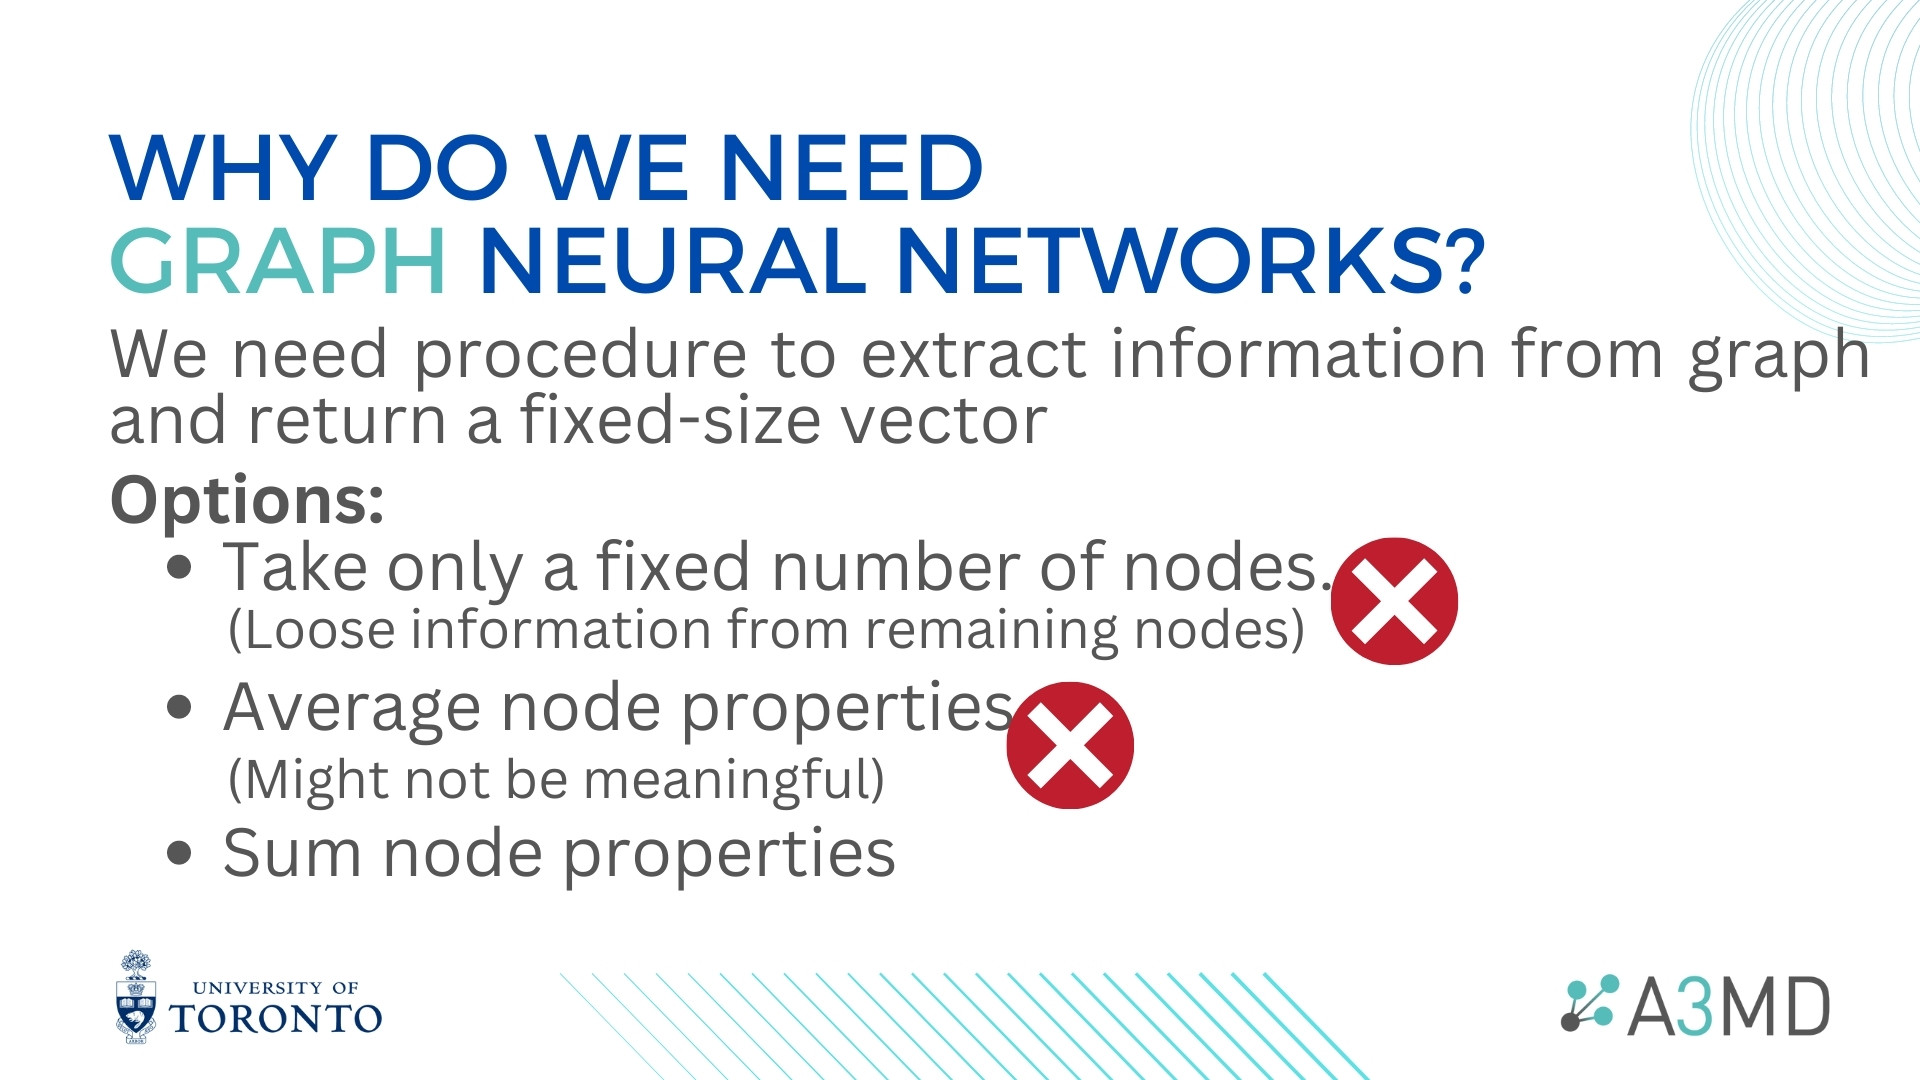 WHY DO WE NEED
GRAPH NEURAL NETWORKS?
We need procedure to extract information from graph
and return a fixed-size vector
Options:
• Take only a fixed number of nodes.
(Loose information from remaining nodes)
• Average node properties
(Might not be meaningful)
• Sum node properties
UNIVERSITY OF
TORONTO
A3MD